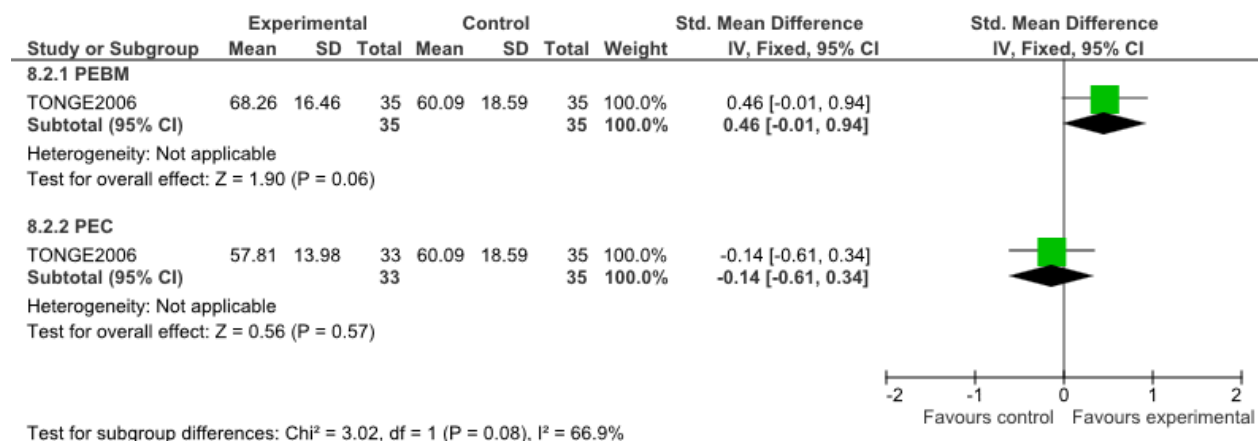 Experimental Control Std. Mean Difference Std. Mean Difference
Study or Subgroup Mean SD Total Mean SD Total Weight IV, Fixed, 95% CI IV, Fixed, 95% CI
8.2.1 PEBM
TONGE2006 68.26 16.46 35 60.09 18.59 35 100.0% 0.46 [-0.01, 0.94]
Subtotal (95% CI) 35 35 100.0% 0.46 [-0.01, 0.94]
Heterogeneity: Not applicable
Test for overall effect: Z = 1.90 (P = 0.06)
8.2.2 PEC
TONGE2006 57.81 13.98 33 60.09 18.59 35 100.0% -0.14 [-0.61, 0.34]
Subtotal (95% CI) 33 35 100.0% -0.14 [-0.61, 0.34]
Heterogeneity: Not applicable
Test for overall effect: Z = 0.56 (P = 0.57)
-2 -1 0 1 2
Favours control Favours experimental
Test for subgroup differences: Chi² = 3.02, df = 1 (P = 0.08), I² = 66.9%